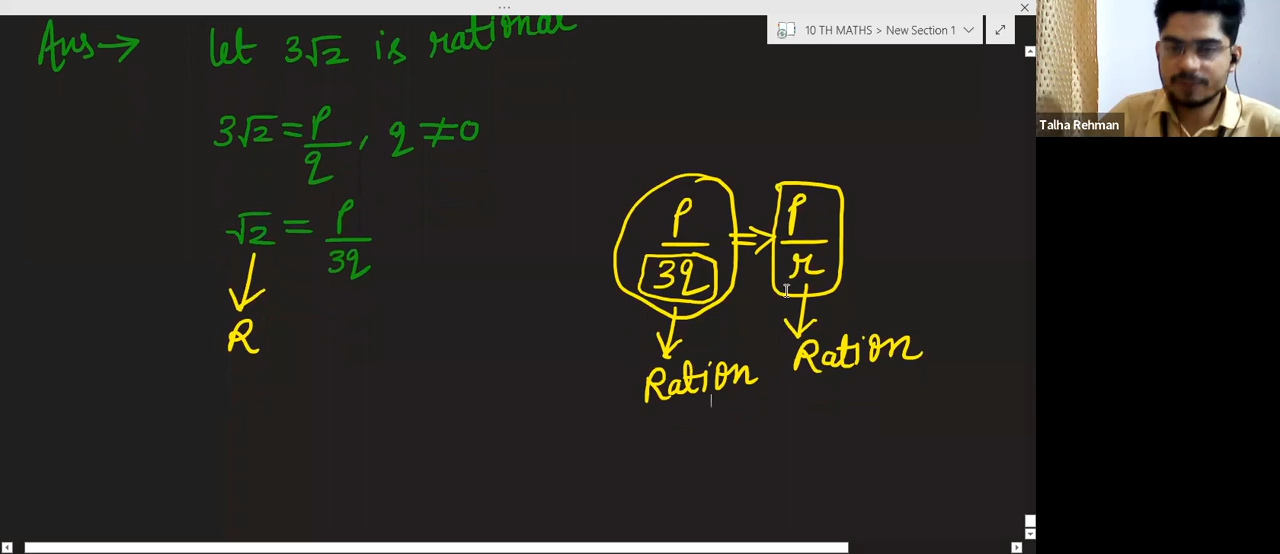 Ans → let 3√2 is rational
10 TH MATHS > New Section 1
Talha Rehman
3√2 = p/q, q ≠ 0
√2 = p/3q
R
p/3q ⇒ p/r
Ration
Ration